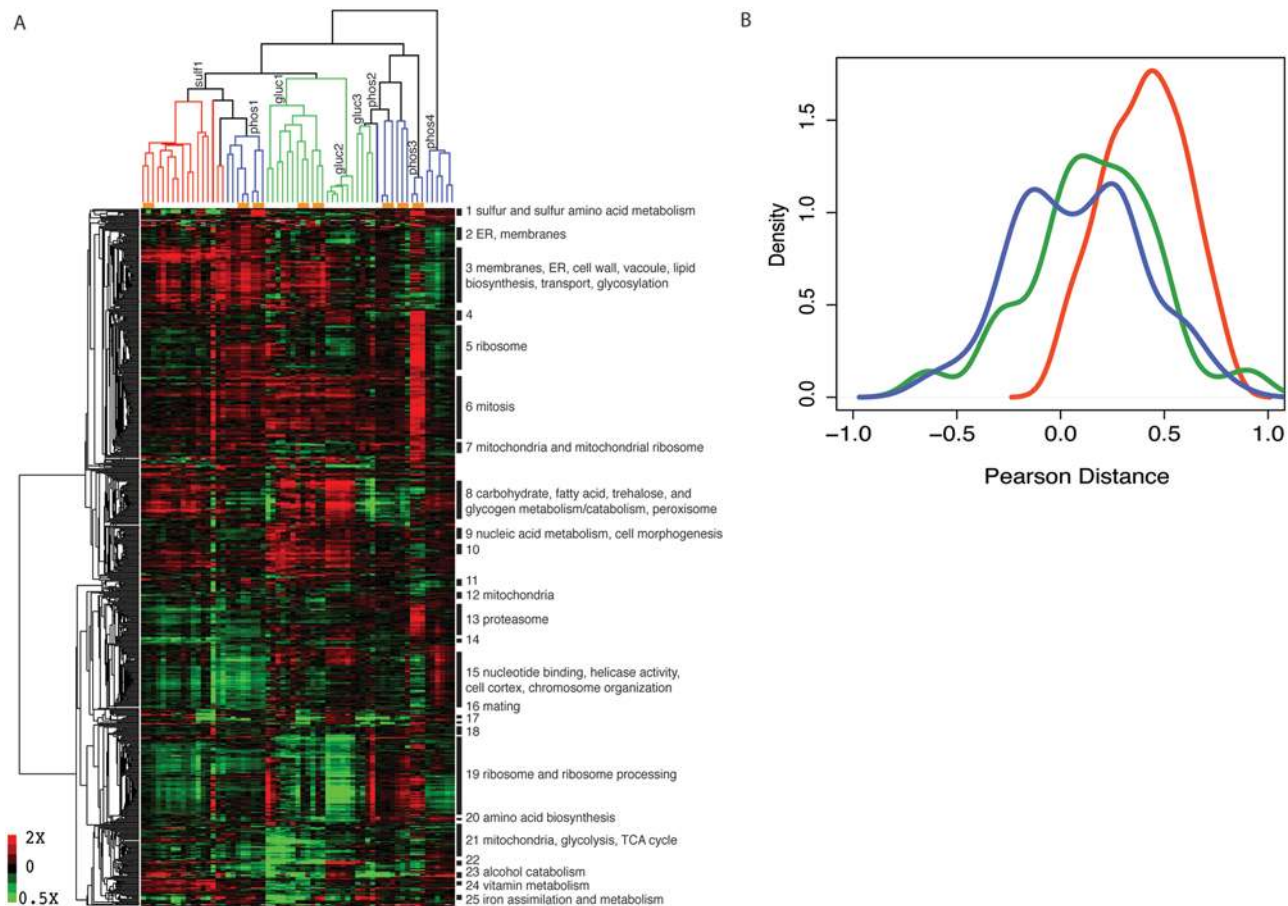 A
sulf1
phos1
gluc1
gluc2
gluc3
phos2
phos3
phos4
1 sulfur and sulfur amino acid metabolism
2 ER, membranes
3 membranes, ER, cell wall, vacoule, lipid
biosynthesis, transport, glycosylation
4
5 ribosome
6 mitosis
7 mitochondria and mitochondrial ribosome
8 carbohydrate, fatty acid, trehalose, and
glycogen metabolism/catabolism, peroxisome
9 nucleic acid metabolism, cell morphogenesis
10
11
12 mitochondria
13 proteasome
14
15 nucleotide binding, helicase activity,
cell cortex, chromosome organization
16 mating
17
18
19 ribosome and ribosome processing
20 amino acid biosynthesis
21 mitochondria, glycolysis, TCA cycle
22
23 alcohol catabolism
24 vitamin metabolism
25 iron assimilation and metabolism
2X
0
0.5X
B
Density
1.5
1.0
0.5
0.0
−1.0 −0.5 0.0 0.5 1.0
Pearson Distance